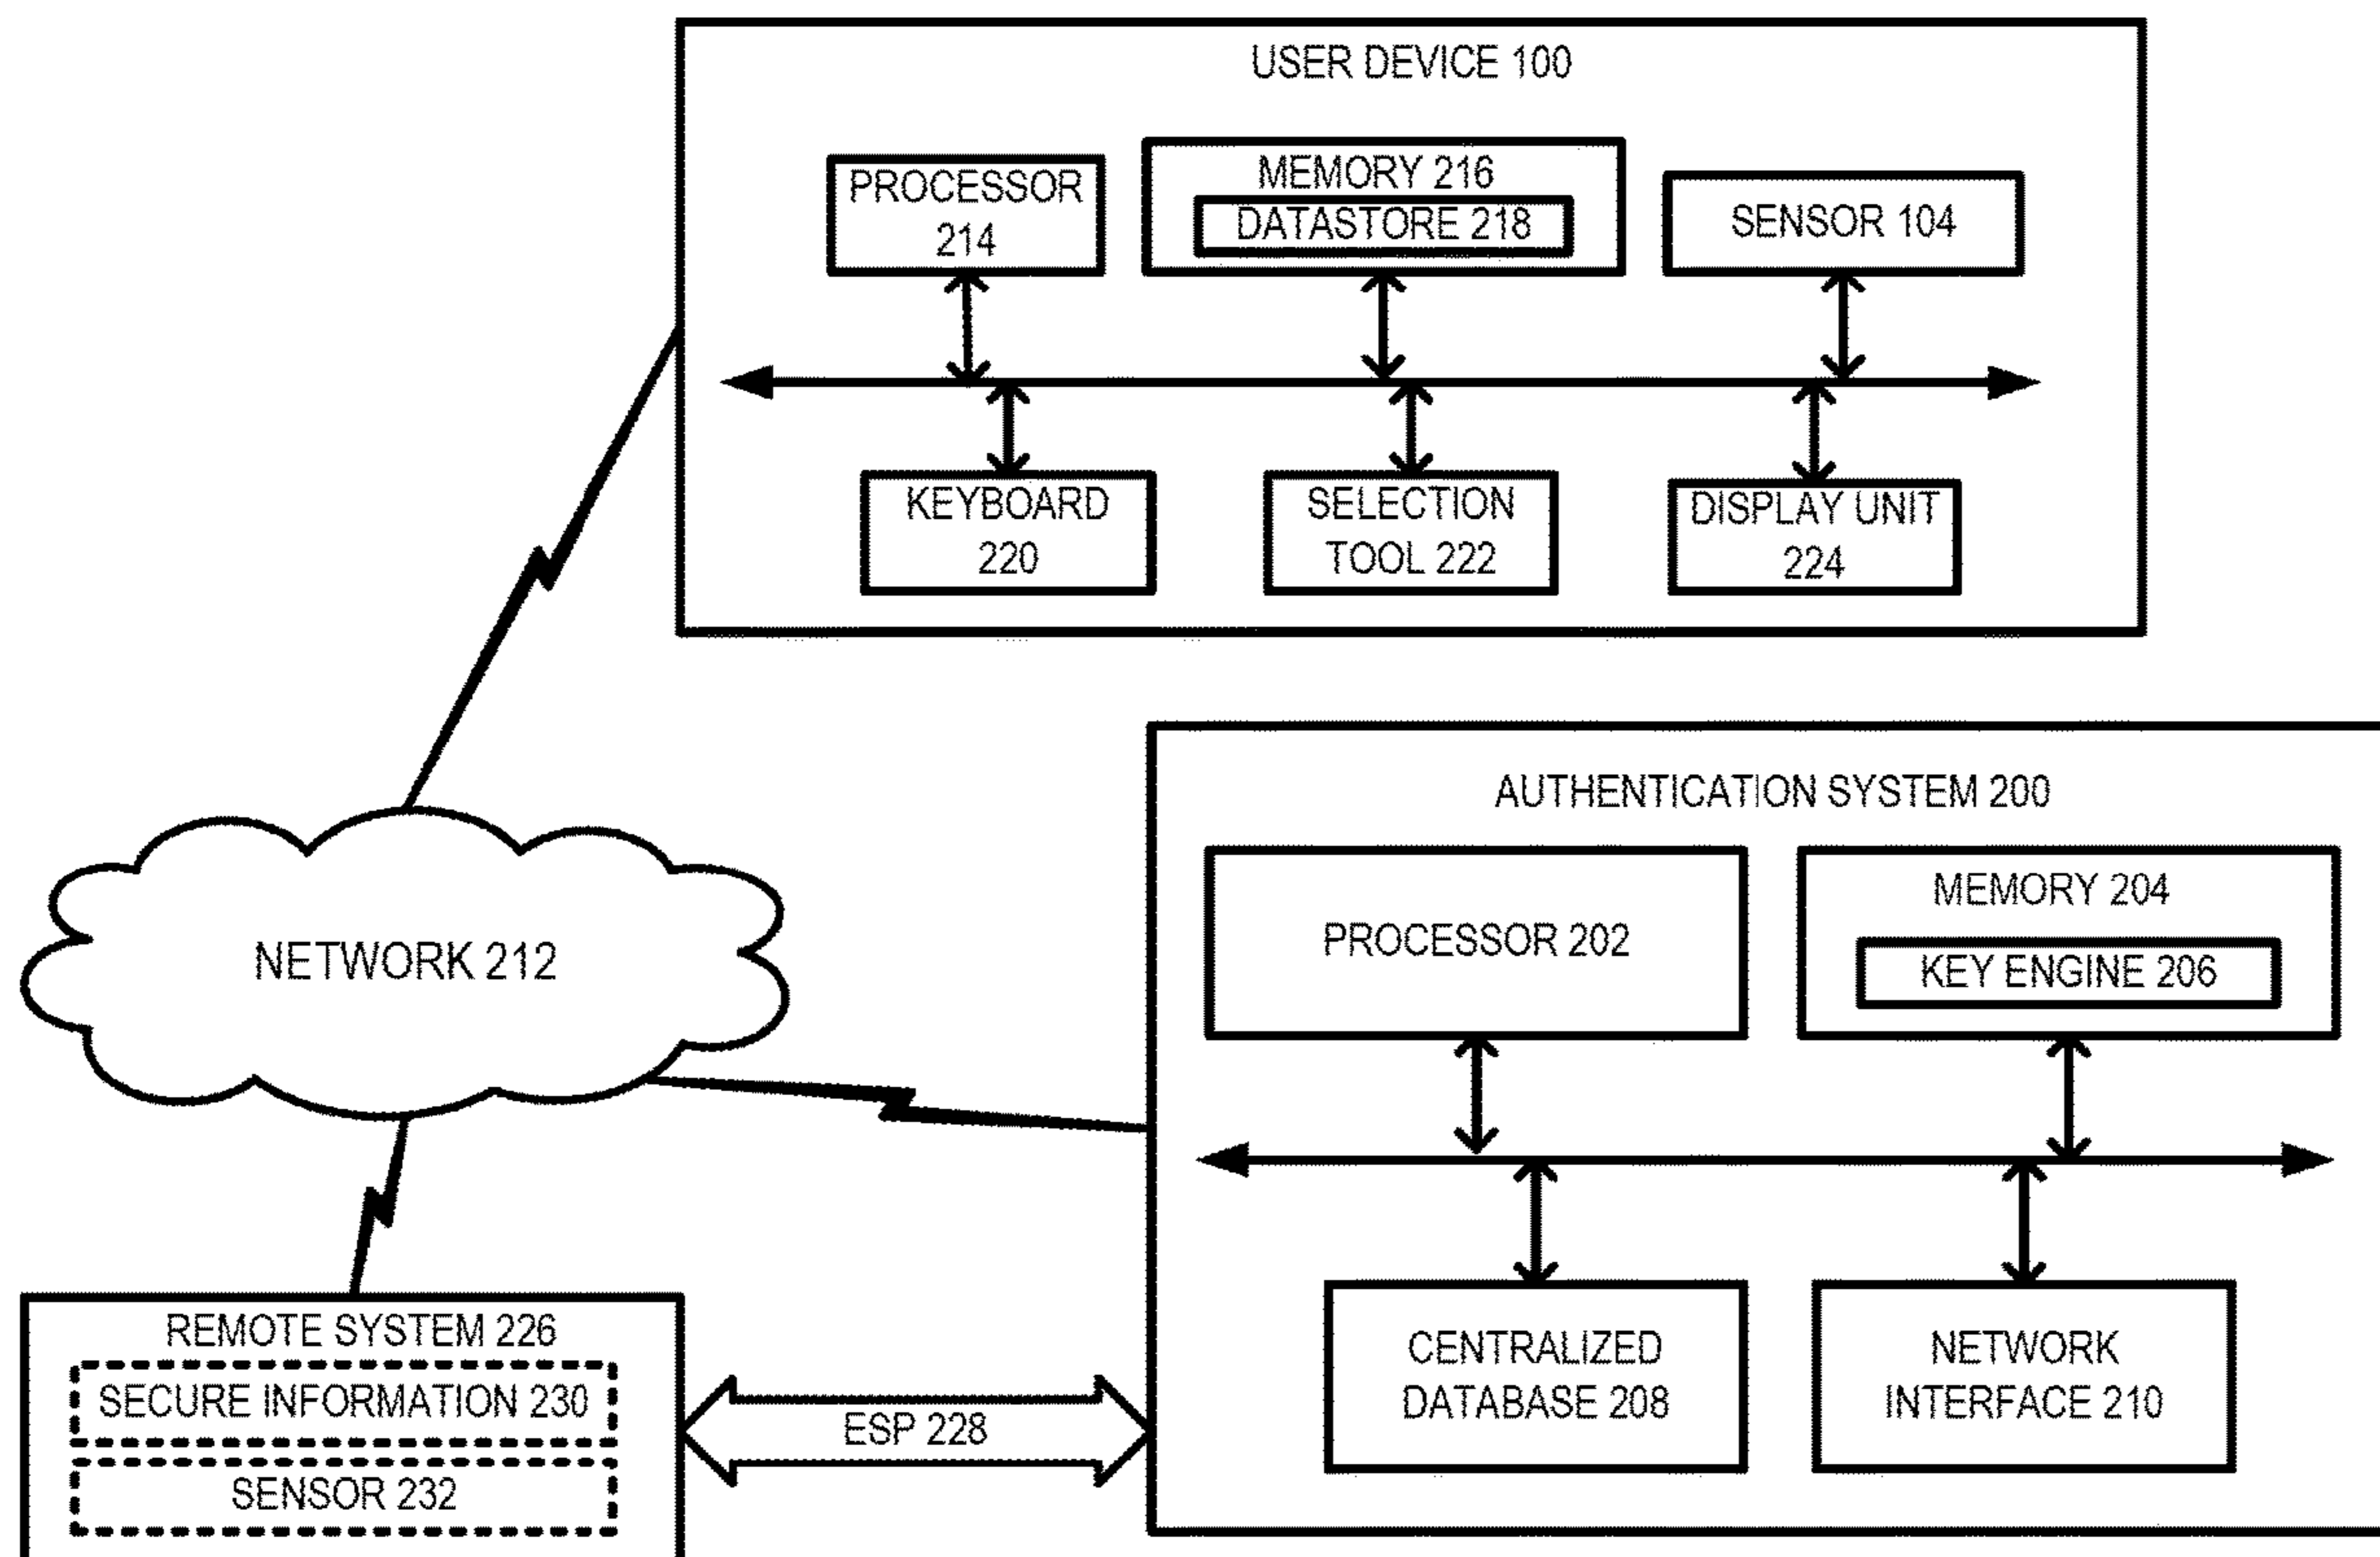 USER DEVICE 100
PROCESSOR
214
MEMORY 216
DATASTORE 218
SENSOR 104
KEYBOARD
220
SELECTION
TOOL 222
DISPLAY UNIT
224
NETWORK 212
AUTHENTICATION SYSTEM 200
PROCESSOR 202
MEMORY 204
KEY ENGINE 206
CENTRALIZED
DATABASE 208
NETWORK
INTERFACE 210
REMOTE SYSTEM 226
SECURE INFORMATION 230
SENSOR 232
ESP 228